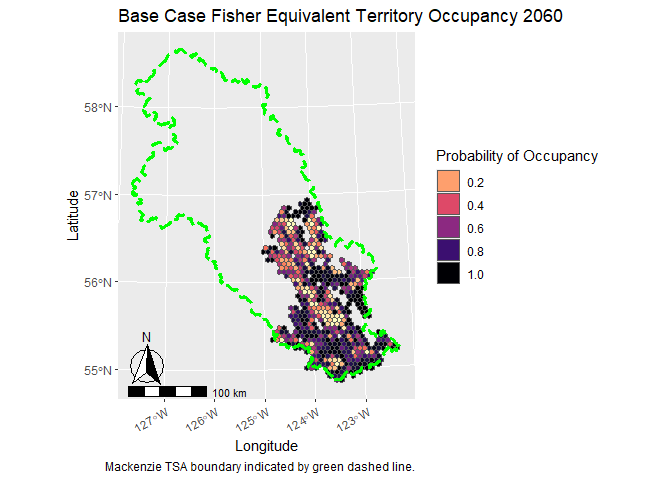 Base Case Fisher Equivalent Territory Occupancy 2060
58°N
57°N
56°N
55°N
Latitude
N
100 km
127°W
126°W
125°W
124°W
123°W
Longitude
Mackenzie TSA boundary indicated by green dashed line.
Probability of Occupancy
0.2
0.4
0.6
0.8
1.0